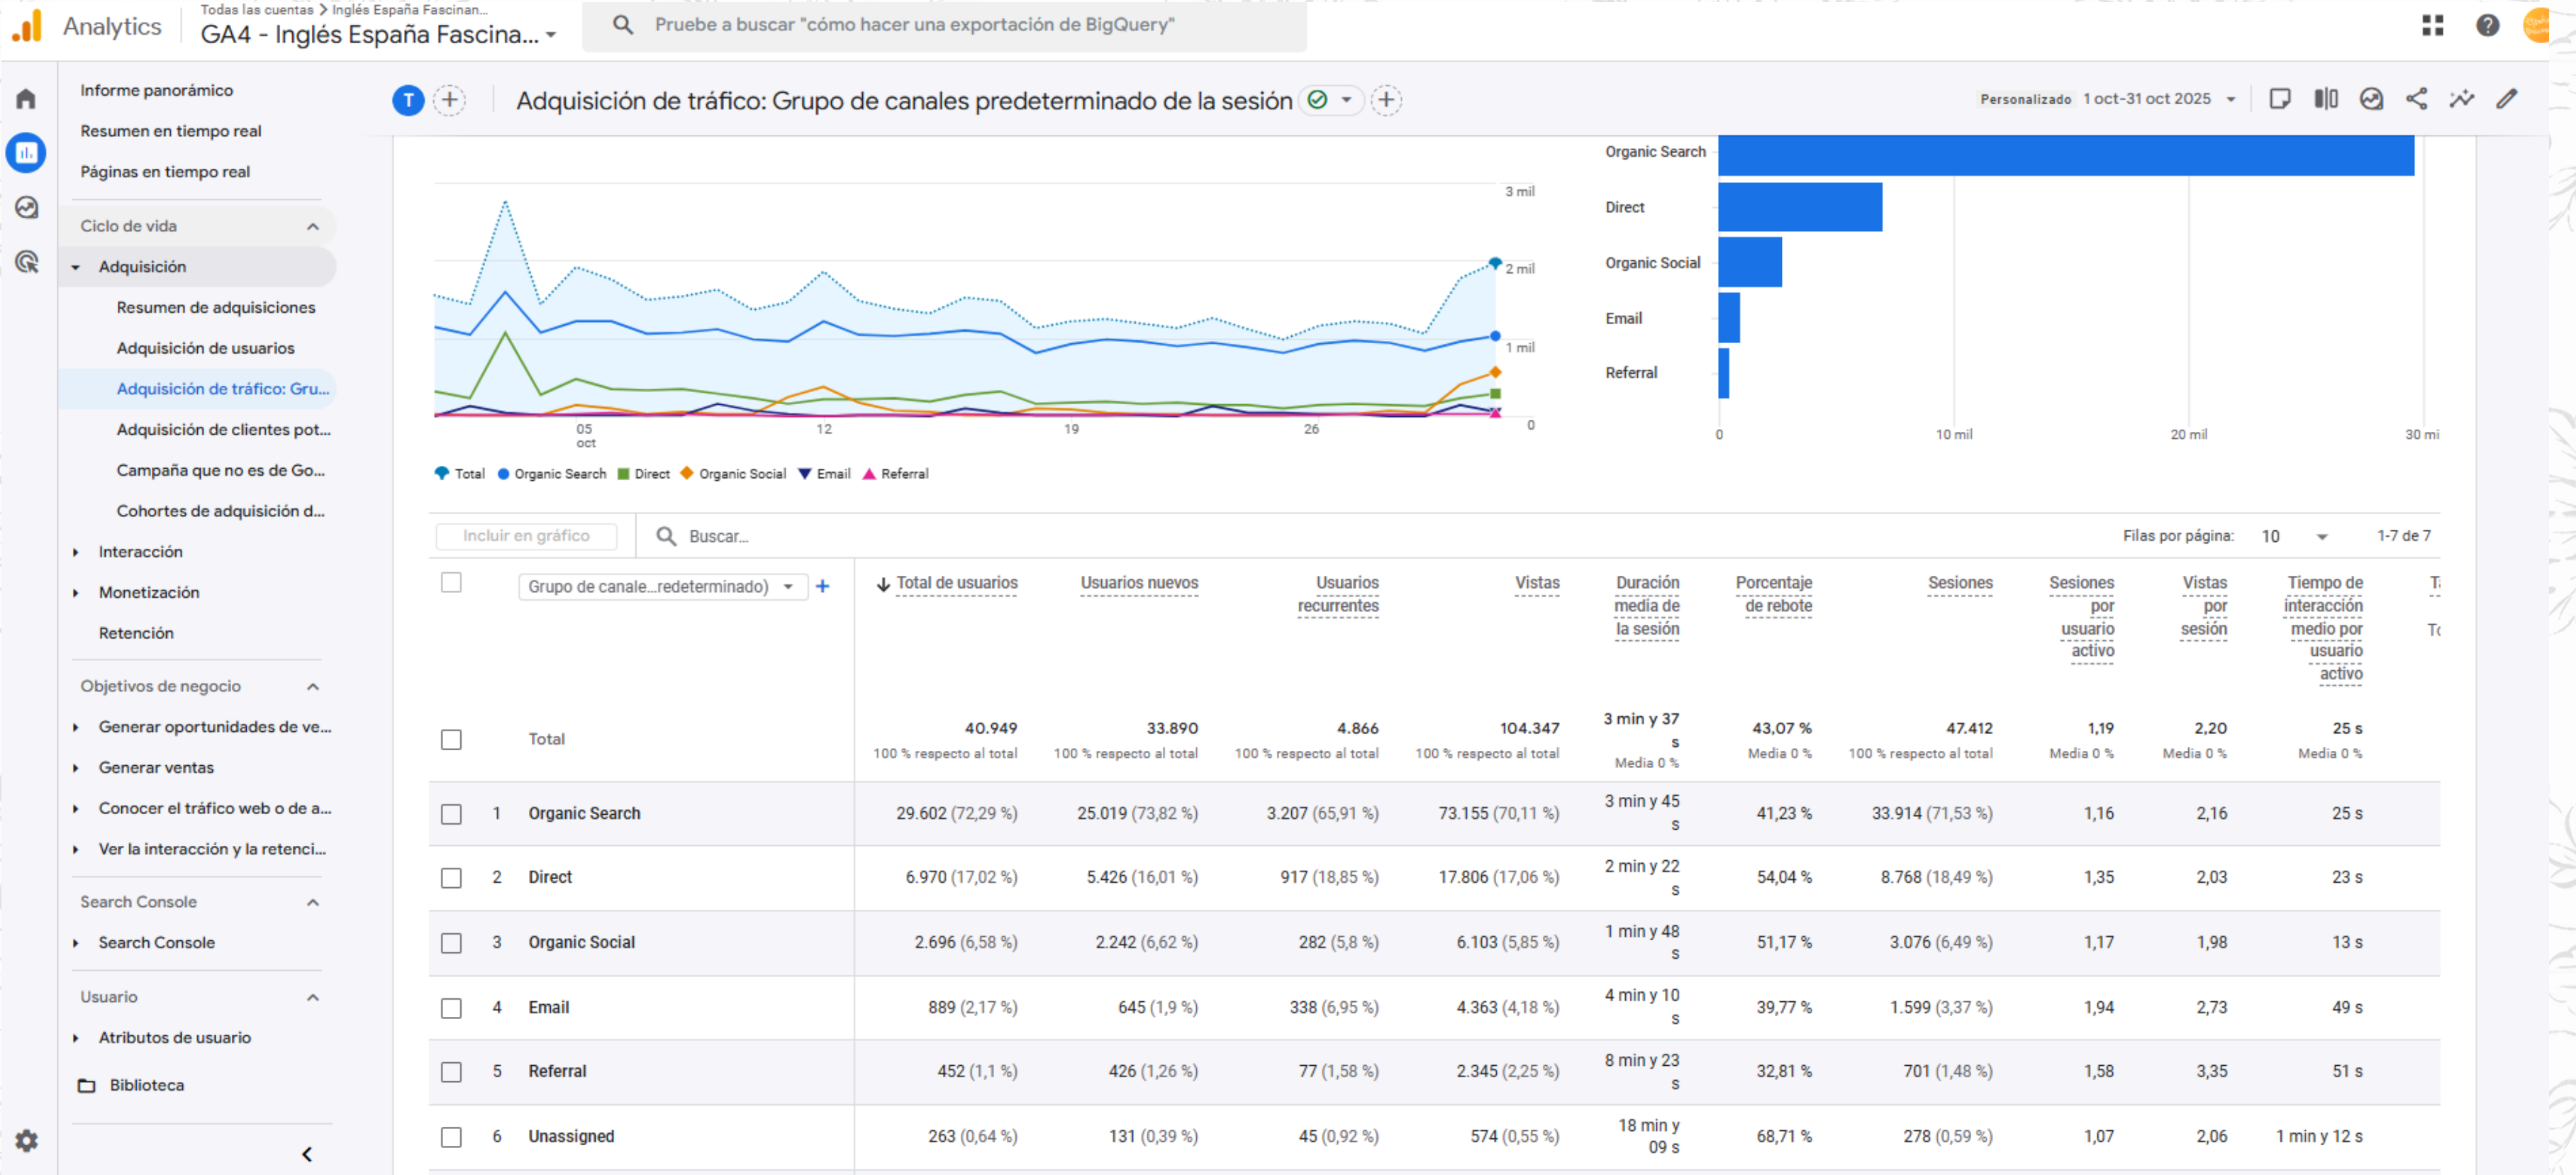 Analytics
Todas las cuentas > Inglés España Fascinan...
GA4 - Inglés España Fascina...
Pruebe a buscar "cómo hacer una exportación de BigQuery"
Informe panorámico
Resumen en tiempo real
Páginas en tiempo real
Ciclo de vida
Adquisición
Resumen de adquisiciones
Adquisición de usuarios
Adquisición de tráfico: Gru...
Adquisición de clientes pot...
Campaña que no es de Go...
Cohortes de adquisición d...
Interacción
Monetización
Retención
Objetivos de negocio
Generar oportunidades de ve...
Generar ventas
Conocer el tráfico web o de a...
Ver la interacción y la retenci...
Search Console
Search Console
Usuario
Atributos de usuario
Biblioteca
T
Adquisición de tráfico: Grupo de canales predeterminado de la sesión
Personalizado 1 oct-31 oct 2025
3 mil
2 mil
1 mil
0
05 oct
12
19
26
Total Organic Search Direct Organic Social Email Referral
Organic Search
Direct
Organic Social
Email
Referral
0 10 mil 20 mil 30 mi
Incluir en gráfico
Buscar...
Filas por página: 10 1-7 de 7
Grupo de canale...redeterminado) +
Total de usuarios Usuarios nuevos Usuarios recurrentes Vistas Duración media de la sesión Porcentaje de rebote Sesiones Sesiones por usuario activo Vistas por sesión Tiempo de interacción medio por usuario activo
Total 40.949 33.890 4.866 104.347 3 min y 37 s 43,07 % 47.412 1,19 2,20 25 s
100 % respecto al total 100 % respecto al total 100 % respecto al total 100 % respecto al total Media 0 % Media 0 % 100 % respecto al total Media 0 % Media 0 % Media 0 %
1 Organic Search 29.602 (72,29 %) 25.019 (73,82 %) 3.207 (65,91 %) 73.155 (70,11 %) 3 min y 45 s 41,23 % 33.914 (71,53 %) 1,16 2,16 25 s
2 Direct 6.970 (17,02 %) 5.426 (16,01 %) 917 (18,85 %) 17.806 (17,06 %) 2 min y 22 s 54,04 % 8.768 (18,49 %) 1,35 2,03 23 s
3 Organic Social 2.696 (6,58 %) 2.242 (6,62 %) 282 (5,8 %) 6.103 (5,85 %) 1 min y 48 s 51,17 % 3.076 (6,49 %) 1,17 1,98 13 s
4 Email 889 (2,17 %) 645 (1,9 %) 338 (6,95 %) 4.363 (4,18 %) 4 min y 10 s 39,77 % 1.599 (3,37 %) 1,94 2,73 49 s
5 Referral 452 (1,1 %) 426 (1,26 %) 77 (1,58 %) 2.345 (2,25 %) 8 min y 23 s 32,81 % 701 (1,48 %) 1,58 3,35 51 s
6 Unassigned 263 (0,64 %) 131 (0,39 %) 45 (0,92 %) 574 (0,55 %) 18 min y 09 s 68,71 % 278 (0,59 %) 1,07 2,06 1 min y 12 s